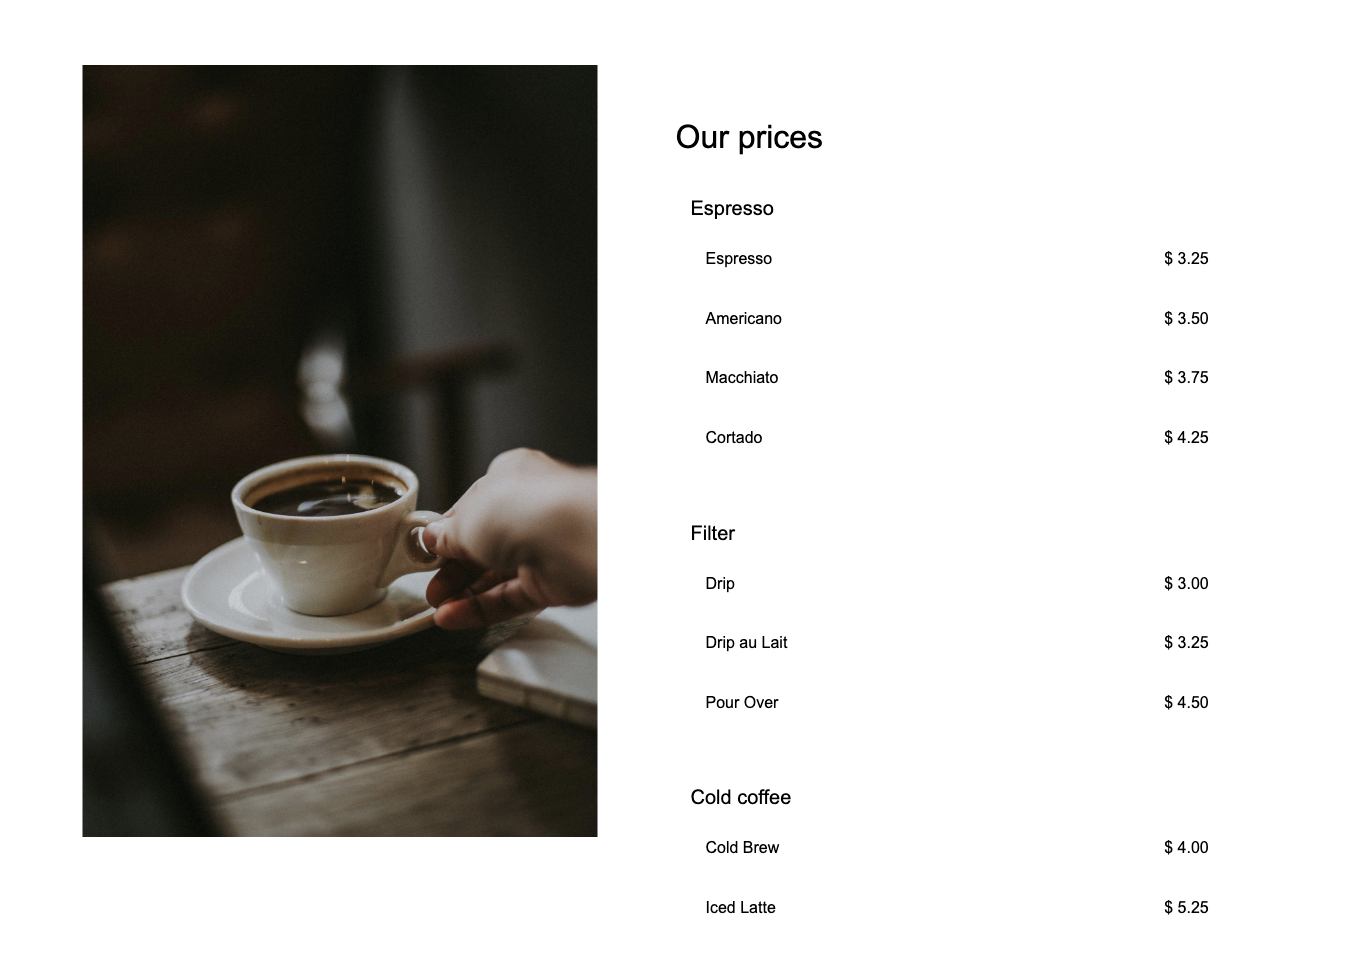 Our prices
Espresso
Espresso $ 3.25
Americano $ 3.50
Macchiato $ 3.75
Cortado $ 4.25
Filter
Drip $ 3.00
Drip au Lait $ 3.25
Pour Over $ 4.50
Cold coffee
Cold Brew $ 4.00
Iced Latte $ 5.25